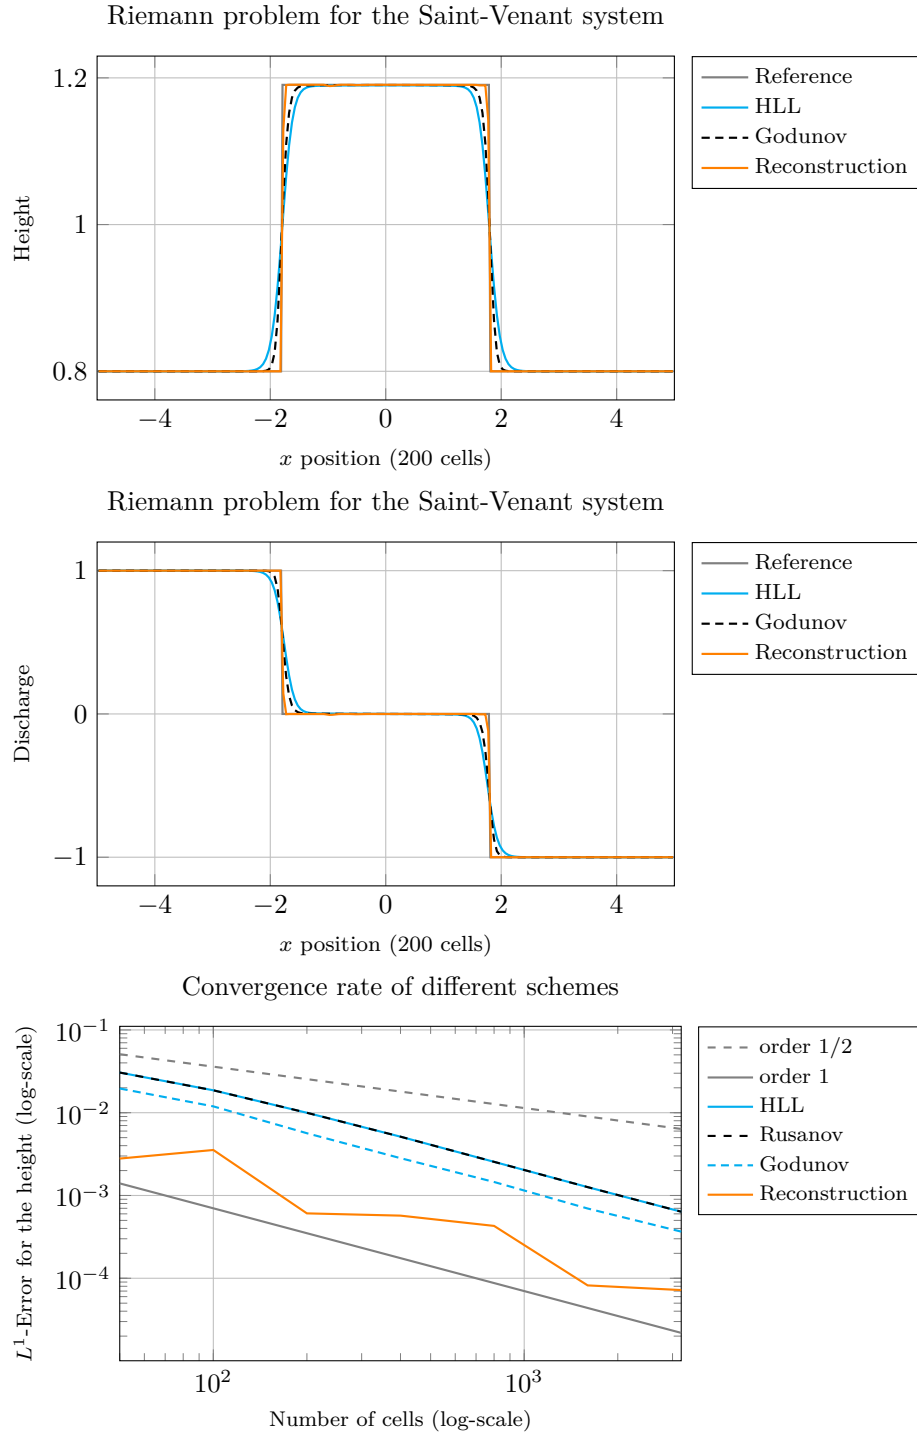 Riemann problem for the Saint-Venant system
1.2
1
0.8
Height
−4 −2 0 2 4
x position (200 cells)
Reference
HLL
Godunov
Reconstruction
Riemann problem for the Saint-Venant system
1
0
−1
Discharge
−4 −2 0 2 4
x position (200 cells)
Reference
HLL
Godunov
Reconstruction
Convergence rate of different schemes
10^−1
10^−2
10^−3
10^−4
L^1-Error for the height (log-scale)
10^2 10^3
Number of cells (log-scale)
order 1/2
order 1
HLL
Rusanov
Godunov
Reconstruction